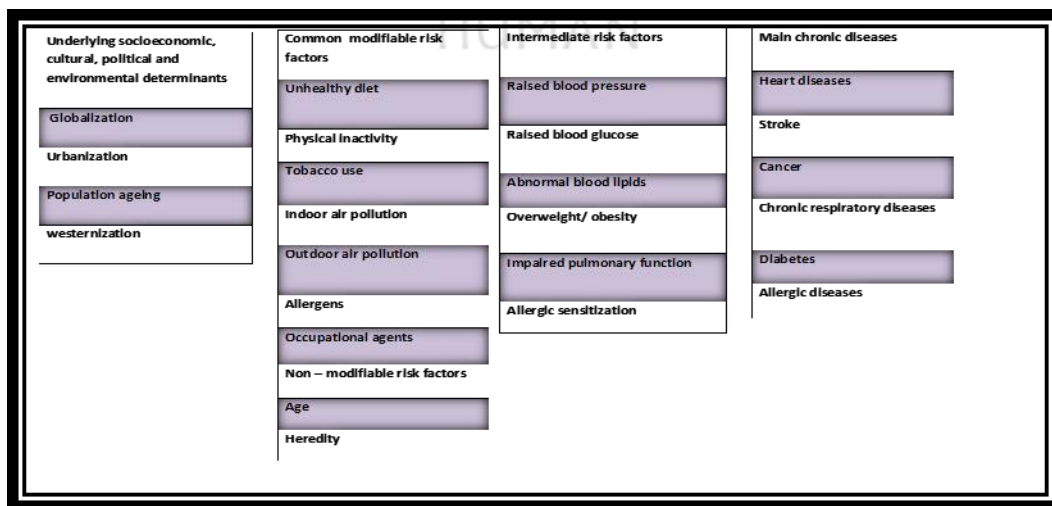 HUMAN
Underlying socioeconomic,
cultural, political and
environmental determinants
Globalization
Urbanization
Population ageing
westernization
Common modifiable risk
factors
Unhealthy diet
Physical inactivity
Tobacco use
Indoor air pollution
Outdoor air pollution
Allergens
Occupational agents
Non – modifiable risk factors
Age
Heredity
Intermediate risk factors
Raised blood pressure
Raised blood glucose
Abnormal blood lipids
Overweight/ obesity
Impaired pulmonary function
Allergic sensitization
Main chronic diseases
Heart diseases
Stroke
Cancer
Chronic respiratory diseases
Diabetes
Allergic diseases